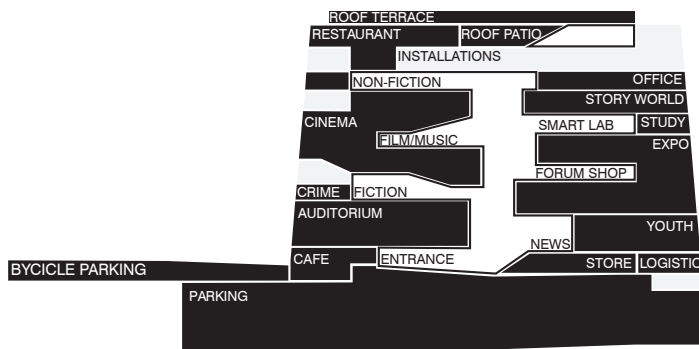 ROOF TERRACE
RESTAURANT
ROOF PATIO
INSTALLATIONS
NON-FICTION
OFFICE
STORY WORLD
CINEMA
SMART LAB
STUDY
FILM/MUSIC
EXPO
FORUM SHOP
CRIME
FICTION
AUDITORIUM
YOUTH
NEWS
CAFE
ENTRANCE
STORE
LOGISTIC
BYCICLE PARKING
PARKING